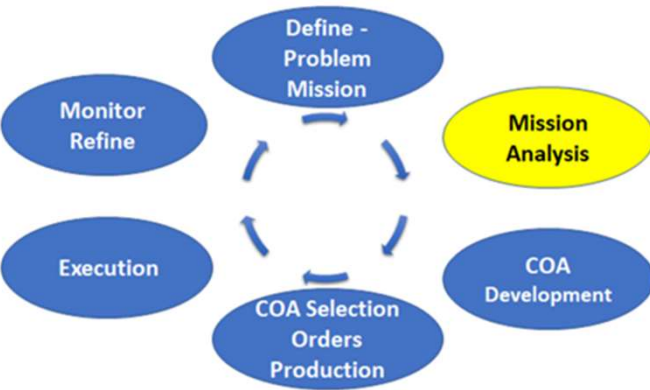 Define -
Problem
Mission
Mission
Analysis
COA
Development
COA Selection
Orders
Production
Execution
Monitor
Refine